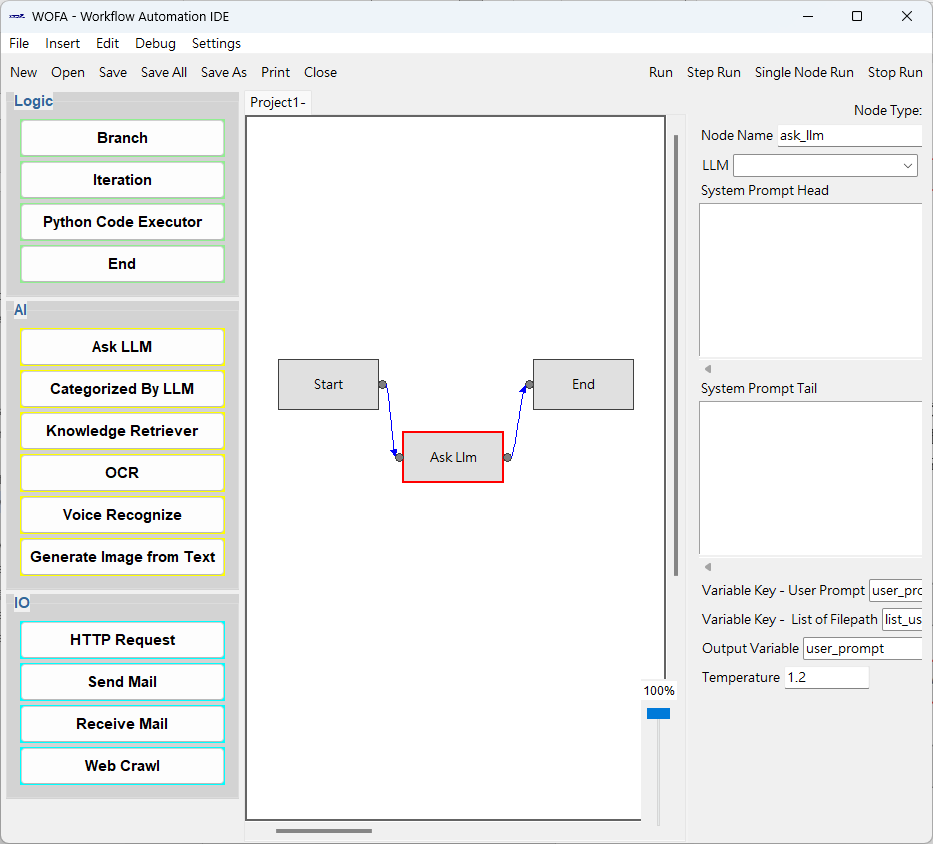 WOFA - Workflow Automation IDE
File Insert Edit Debug Settings
New Open Save Save All Save As Print Close Run Step Run Single Node Run Stop Run
Logic
Branch
Iteration
Python Code Executor
End
AI
Ask LLM
Categorized By LLM
Knowledge Retriever
OCR
Voice Recognize
Generate Image from Text
IO
HTTP Request
Send Mail
Receive Mail
Web Crawl
Project1-
Start
End
Ask Llm
100%
Node Type:
Node Name ask_llm
LLM
System Prompt Head
System Prompt Tail
Variable Key - User Prompt user_pro
Variable Key - List of Filepath list_us
Output Variable user_prompt
Temperature 1.2